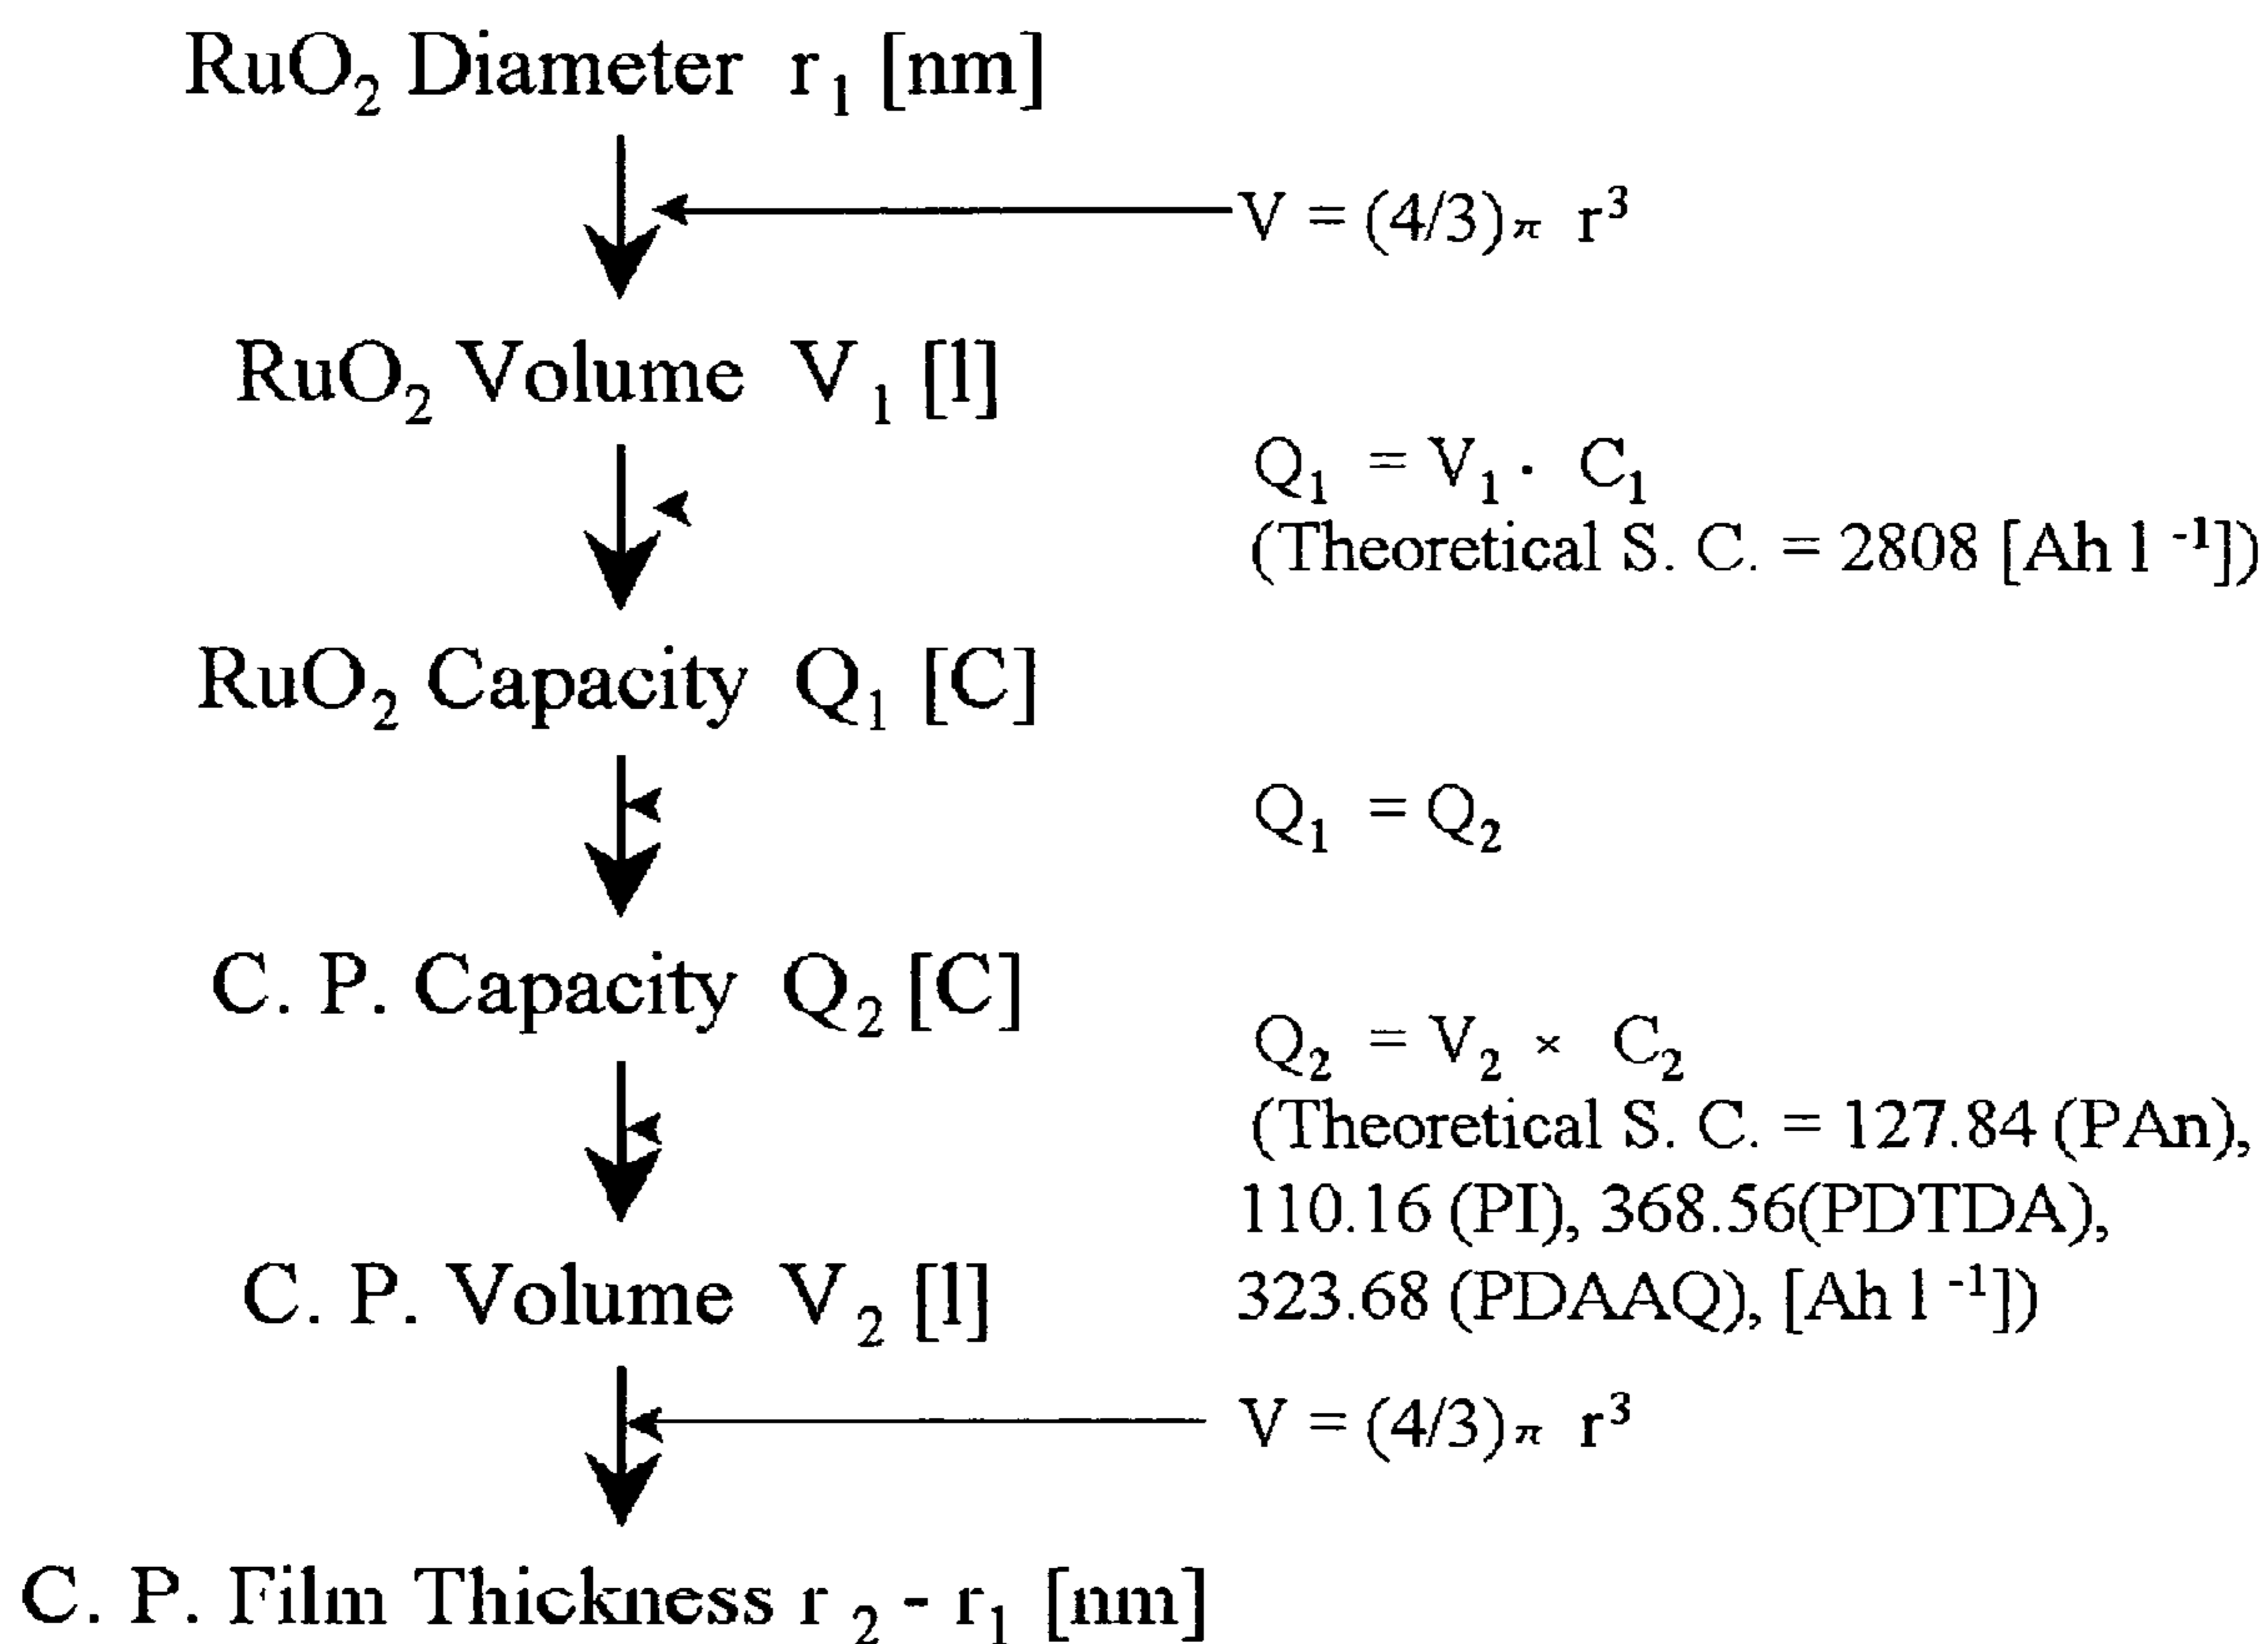 RuO₂ Diameter r₁ [nm]
V = (4/3)π r³
RuO₂ Volume V₁ [l]
Q₁ = V₁ · C₁
(Theoretical S. C. = 2808 [Ah l⁻¹])
RuO₂ Capacity Q₁ [C]
Q₁ = Q₂
C. P. Capacity Q₂ [C]
Q₂ = V₂ × C₂
(Theoretical S. C. = 127.84 (PAn),
110.16 (PI), 368.56(PDTDA),
323.68 (PDAAQ), [Ah l⁻¹])
C. P. Volume V₂ [l]
V = (4/3)π r³
C. P. Film Thickness r₂ - r₁ [nm]